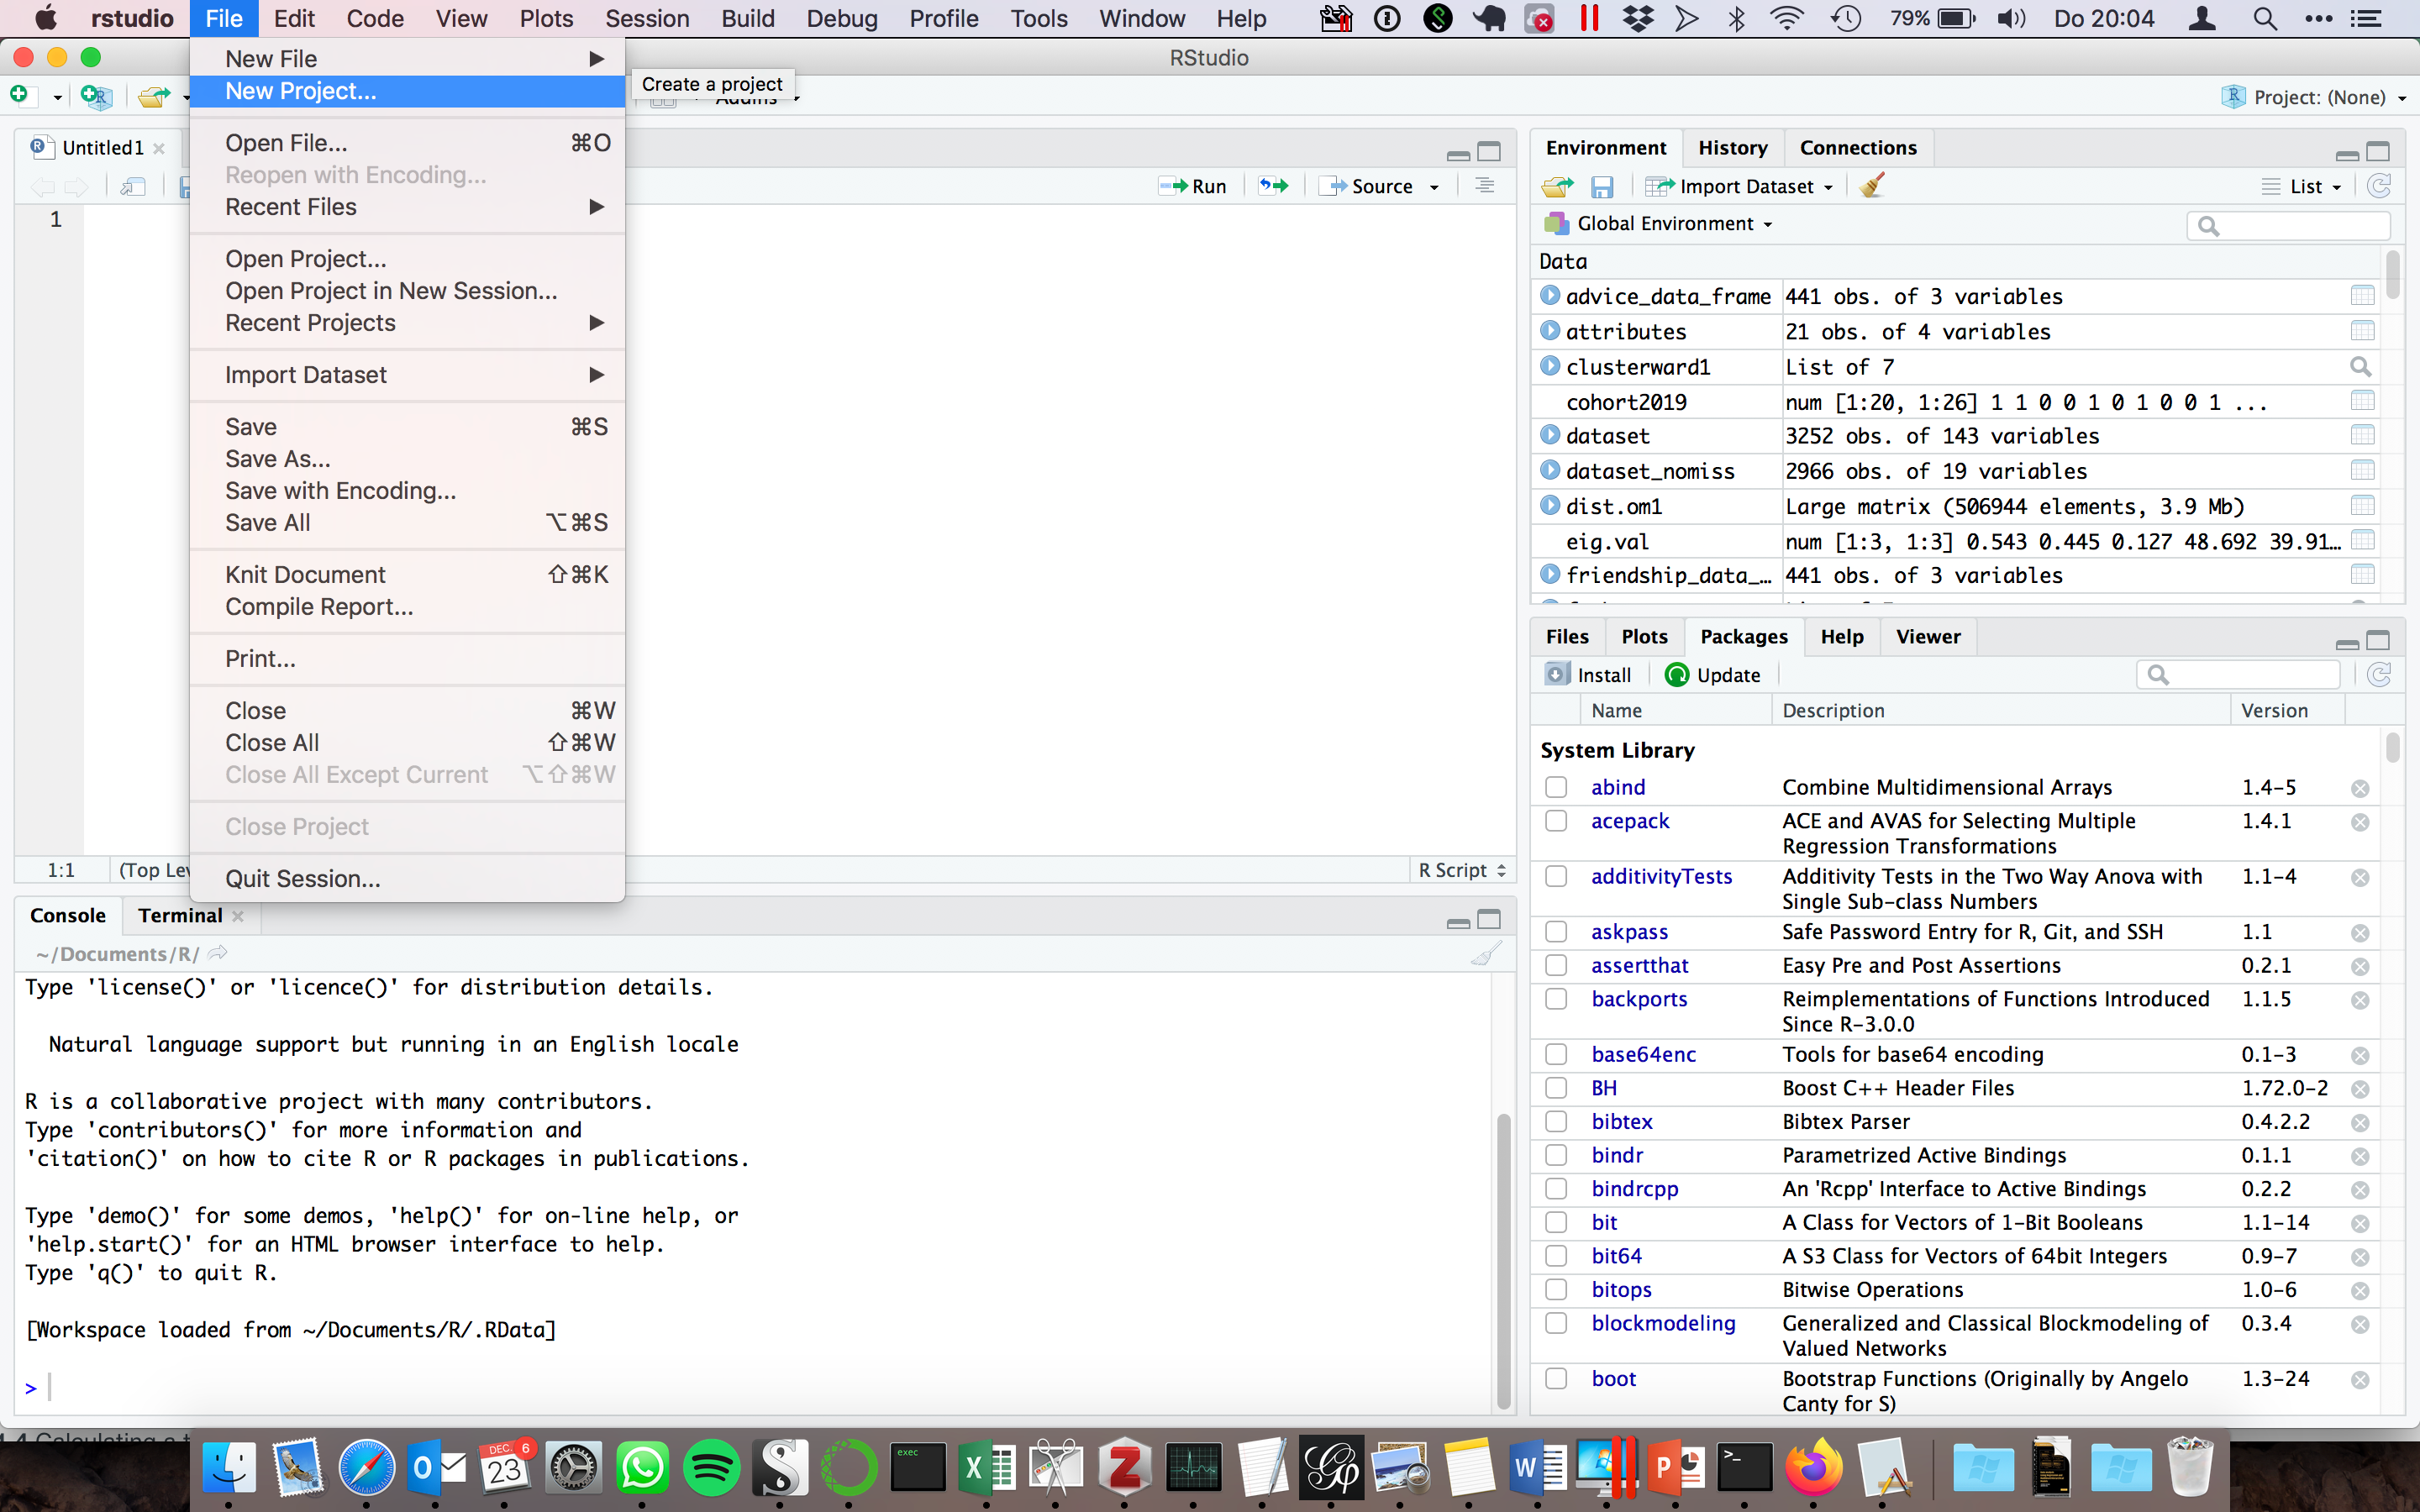 rstudio File Edit Code View Plots Session Build Debug Profile Tools Window Help 79% Do 20:04
RStudio
New File
New Project...
Create a project
Addins
Project: (None)
Open File... ⌘O
Reopen with Encoding...
Recent Files
Open Project...
Open Project in New Session...
Recent Projects
Import Dataset
Save ⌘S
Save As...
Save with Encoding...
Save All ⌥⌘S
Knit Document ⇧⌘K
Compile Report...
Print...
Close ⌘W
Close All ⇧⌘W
Close All Except Current ⌥⇧⌘W
Close Project
Quit Session...
Untitled1
Run Source
1
1:1 (Top Lev R Script
Console Terminal
~/Documents/R/
Type 'license()' or 'licence()' for distribution details.
Natural language support but running in an English locale
R is a collaborative project with many contributors.
Type 'contributors()' for more information and
'citation()' on how to cite R or R packages in publications.
Type 'demo()' for some demos, 'help()' for on-line help, or
'help.start()' for an HTML browser interface to help.
Type 'q()' to quit R.
[Workspace loaded from ~/Documents/R/.RData]
>
Environment History Connections
Import Dataset List
Global Environment
Data
advice_data_frame 441 obs. of 3 variables
attributes 21 obs. of 4 variables
clusterward1 List of 7
cohort2019 num [1:20, 1:26] 1 1 0 0 1 0 1 0 0 1 ...
dataset 3252 obs. of 143 variables
dataset_nomiss 2966 obs. of 19 variables
dist.om1 Large matrix (506944 elements, 3.9 Mb)
eig.val num [1:3, 1:3] 0.543 0.445 0.127 48.692 39.91…
friendship_data_… 441 obs. of 3 variables
Files Plots Packages Help Viewer
Install Update
Name Description Version
System Library
abind Combine Multidimensional Arrays 1.4-5
acepack ACE and AVAS for Selecting Multiple 1.4.1
Regression Transformations
additivityTests Additivity Tests in the Two Way Anova with 1.1-4
Single Sub-class Numbers
askpass Safe Password Entry for R, Git, and SSH 1.1
assertthat Easy Pre and Post Assertions 0.2.1
backports Reimplementations of Functions Introduced 1.1.5
Since R-3.0.0
base64enc Tools for base64 encoding 0.1-3
BH Boost C++ Header Files 1.72.0-2
bibtex Bibtex Parser 0.4.2.2
bindr Parametrized Active Bindings 0.1.1
bindrcpp An 'Rcpp' Interface to Active Bindings 0.2.2
bit A Class for Vectors of 1-Bit Booleans 1.1-14
bit64 A S3 Class for Vectors of 64bit Integers 0.9-7
bitops Bitwise Operations 1.0-6
blockmodeling Generalized and Classical Blockmodeling of 0.3.4
Valued Networks
boot Bootstrap Functions (Originally by Angelo 1.3-24
Canty for S)
DEC. 6
23
exec